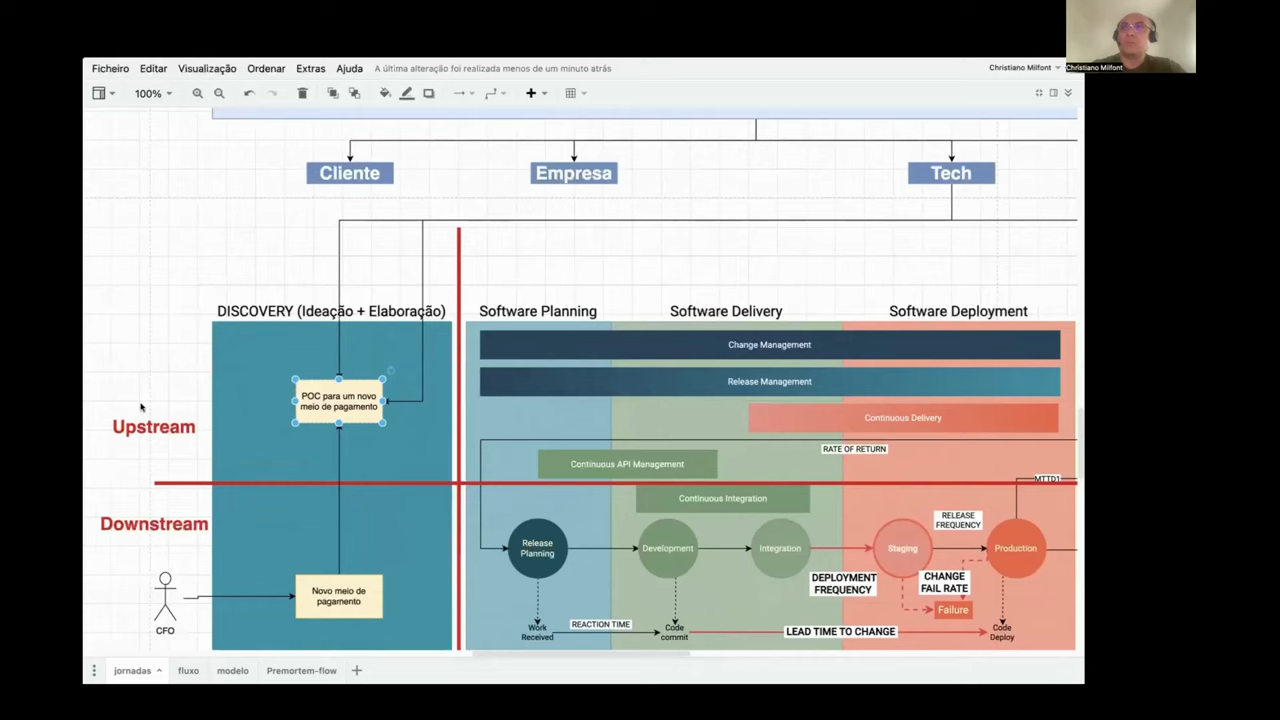 Christiano Milfont
Ficheiro Editar Visualização Ordenar Extras Ajuda A última alteração foi realizada menos de um minuto atrás
Christiano Milfont
100%
Cliente
Empresa
Tech
DISCOVERY (Ideação + Elaboração)
Software Planning
Software Delivery
Software Deployment
Change Management
Release Management
POC para um novo
meio de pagamento
Continuous Delivery
Upstream
RATE OF RETURN
Continuous API Management
MTTD1
Continuous Integration
Downstream
RELEASE
FREQUENCY
Release
Planning
Development
Integration
Staging
Production
DEPLOYMENT
FREQUENCY
CHANGE
FAIL RATE
Novo meio de
pagamento
Failure
CFO
Work
Received
REACTION TIME
Code
commit
LEAD TIME TO CHANGE
Code
Deploy
jornadas
fluxo
modelo
Premortem-flow